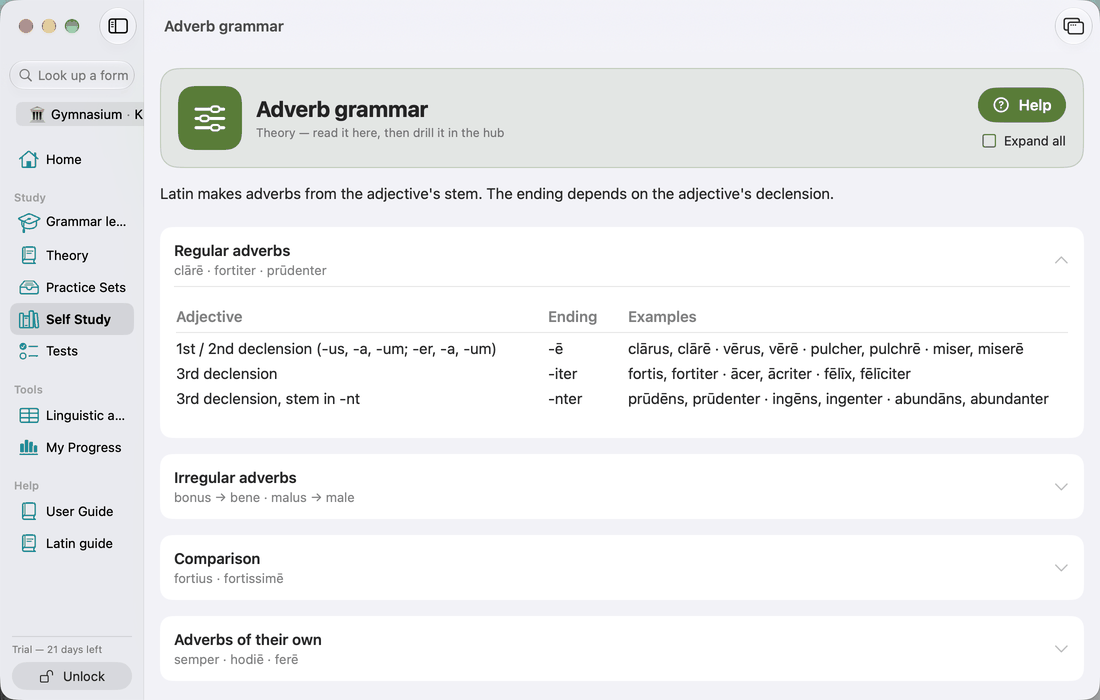 Adverb grammar
Look up a form
Gymnasium · K
Home
Study
Grammar le...
Theory
Practice Sets
Self Study
Tests
Tools
Linguistic a...
My Progress
Help
User Guide
Latin guide
Trial — 21 days left
Unlock
Adverb grammar
Theory — read it here, then drill it in the hub
Help
Expand all
Latin makes adverbs from the adjective's stem. The ending depends on the adjective's declension.
Regular adverbs
clārē · fortiter · prūdenter
Adjective Ending Examples
1st / 2nd declension (-us, -a, -um; -er, -a, -um) -ē clārus, clārē · vērus, vērē · pulcher, pulchrē · miser, miserē
3rd declension -iter fortis, fortiter · ācer, ācriter · fēlīx, fēlīciter
3rd declension, stem in -nt -nter prūdēns, prūdenter · ingēns, ingenter · abundāns, abundanter
Irregular adverbs
bonus → bene · malus → male
Comparison
fortius · fortissimē
Adverbs of their own
semper · hodiē · ferē